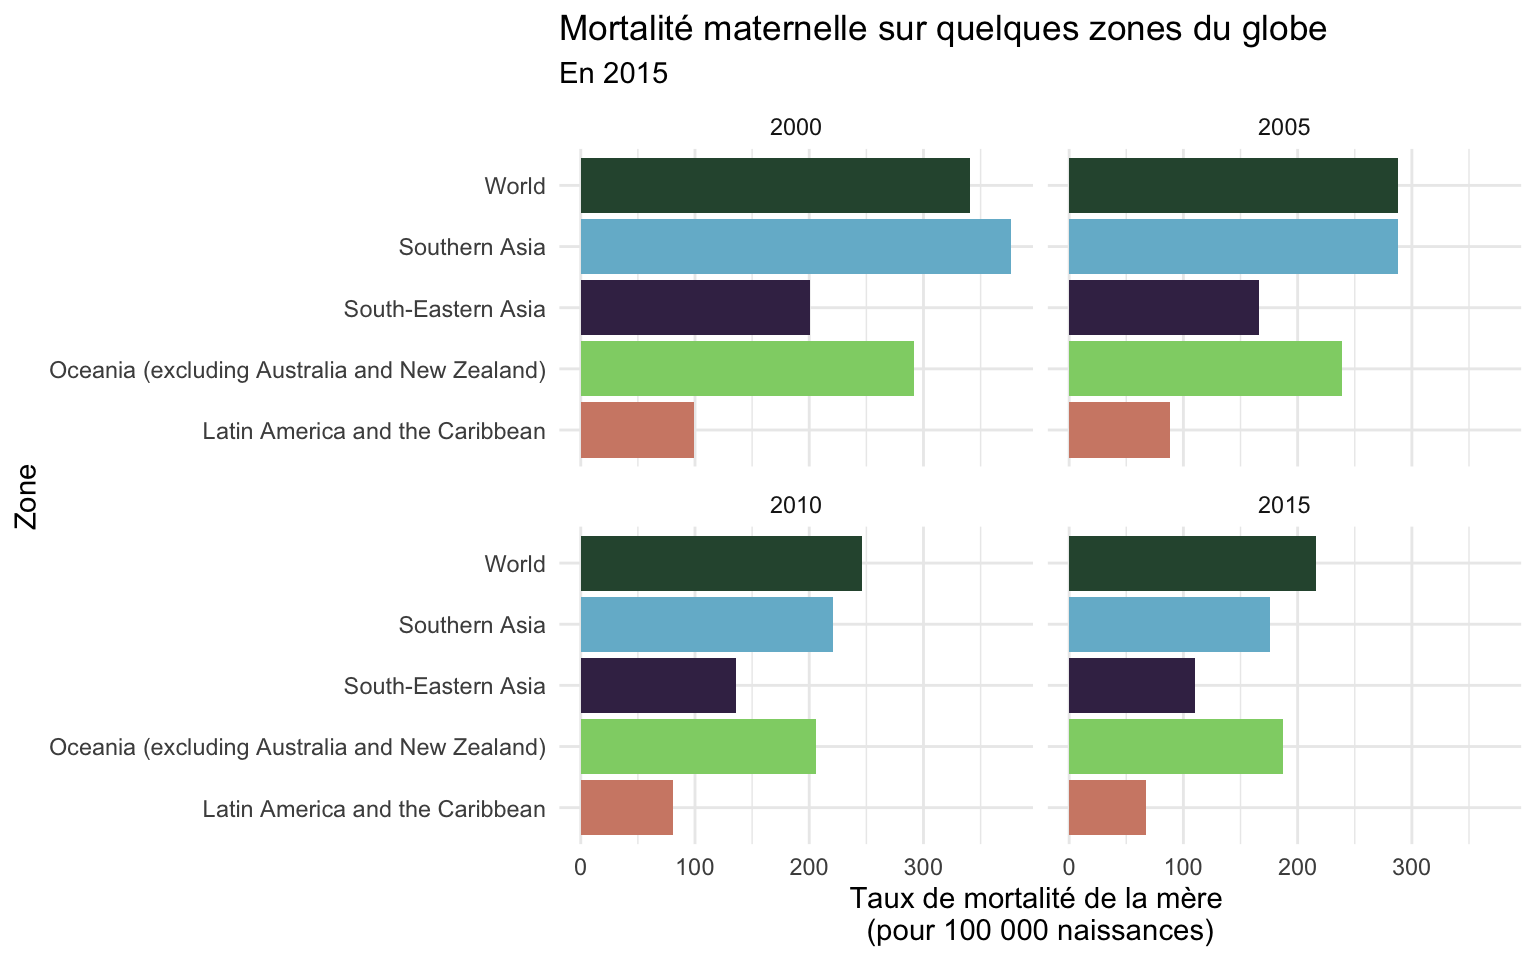 Mortalité maternelle sur quelques zones du globe
En 2015
2000
2005
World
Southern Asia
South-Eastern Asia
Oceania (excluding Australia and New Zealand)
Latin America and the Caribbean
Zone
2010
2015
World
Southern Asia
South-Eastern Asia
Oceania (excluding Australia and New Zealand)
Latin America and the Caribbean
0 100 200 300
0 100 200 300
Taux de mortalité de la mère
(pour 100 000 naissances)